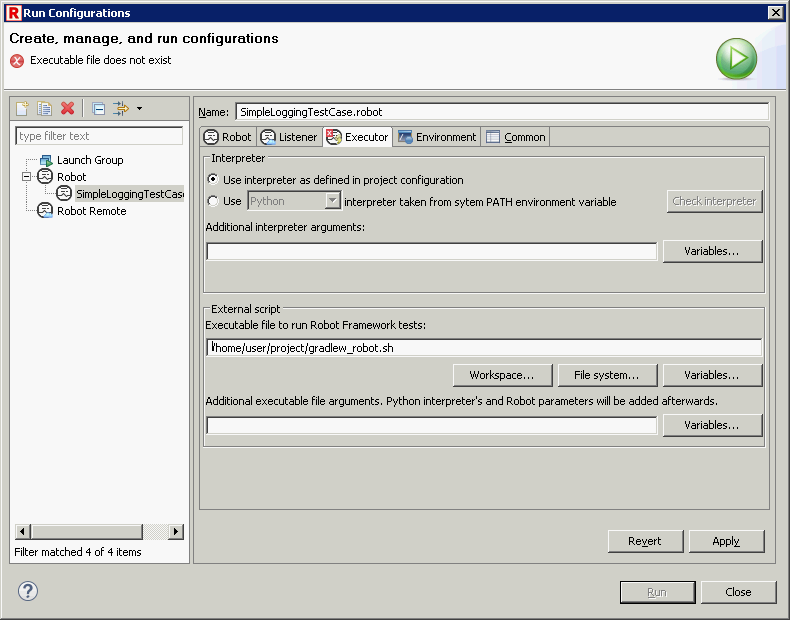 Run Configurations
Create, manage, and run configurations
Executable file does not exist
type filter text
Launch Group
Robot
SimpleLoggingTestCas
Robot Remote
Filter matched 4 of 4 items
Name: SimpleLoggingTestCase.robot
Robot Listener Executor Environment Common
Interpreter
Use interpreter as defined in project configuration
Use Python interpreter taken from sytem PATH environment variable Check interpreter
Additional interpreter arguments:
Variables...
External script
Executable file to run Robot Framework tests:
/home/user/project/gradlew_robot.sh
Workspace... File system... Variables...
Additional executable file arguments. Python interpreter's and Robot parameters will be added afterwards.
Variables...
Revert Apply
Run Close